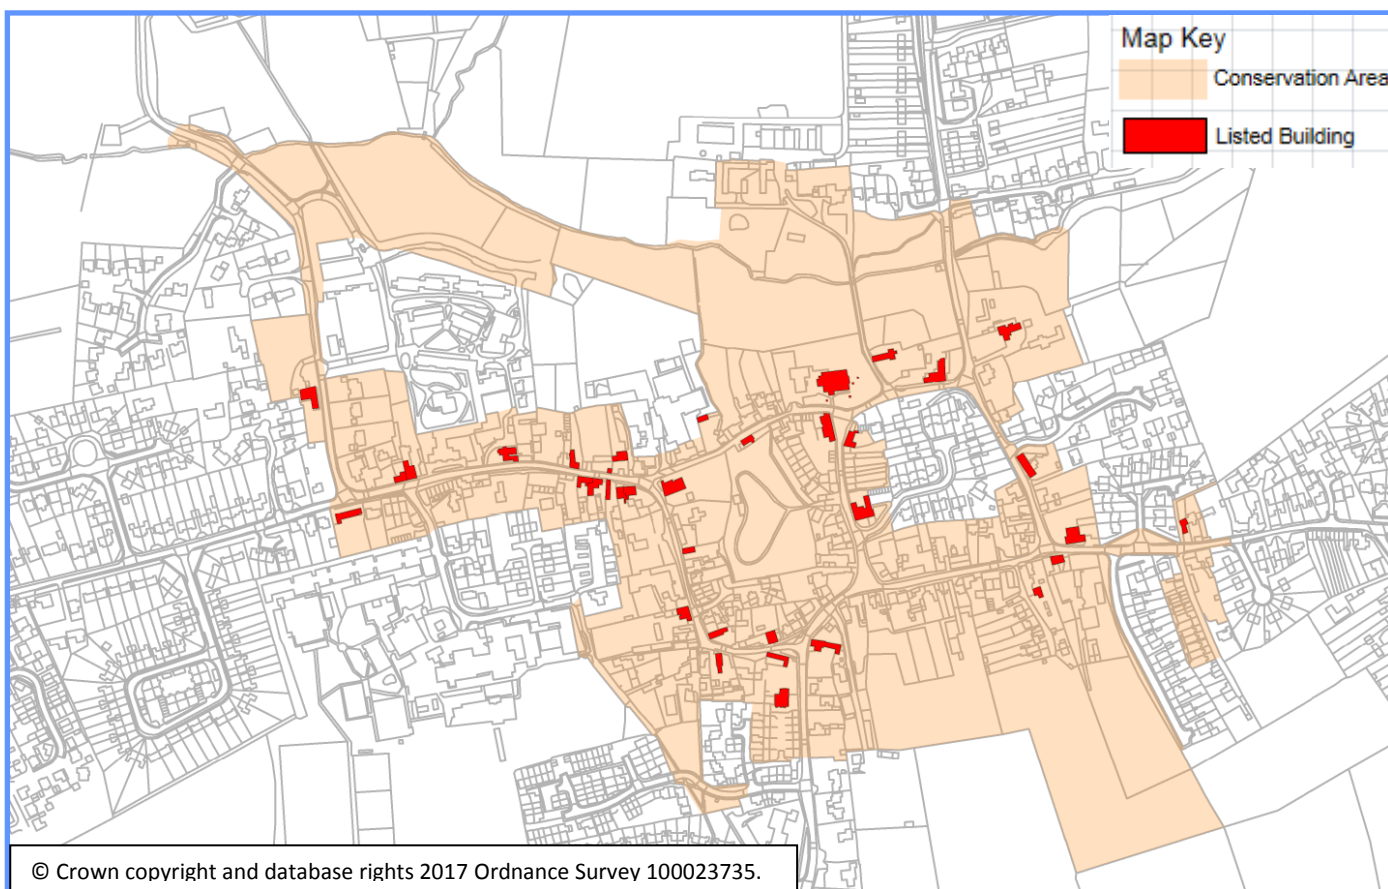 Map Key
Conservation Area
Listed Building
© Crown copyright and database rights 2017 Ordnance Survey 100023735.